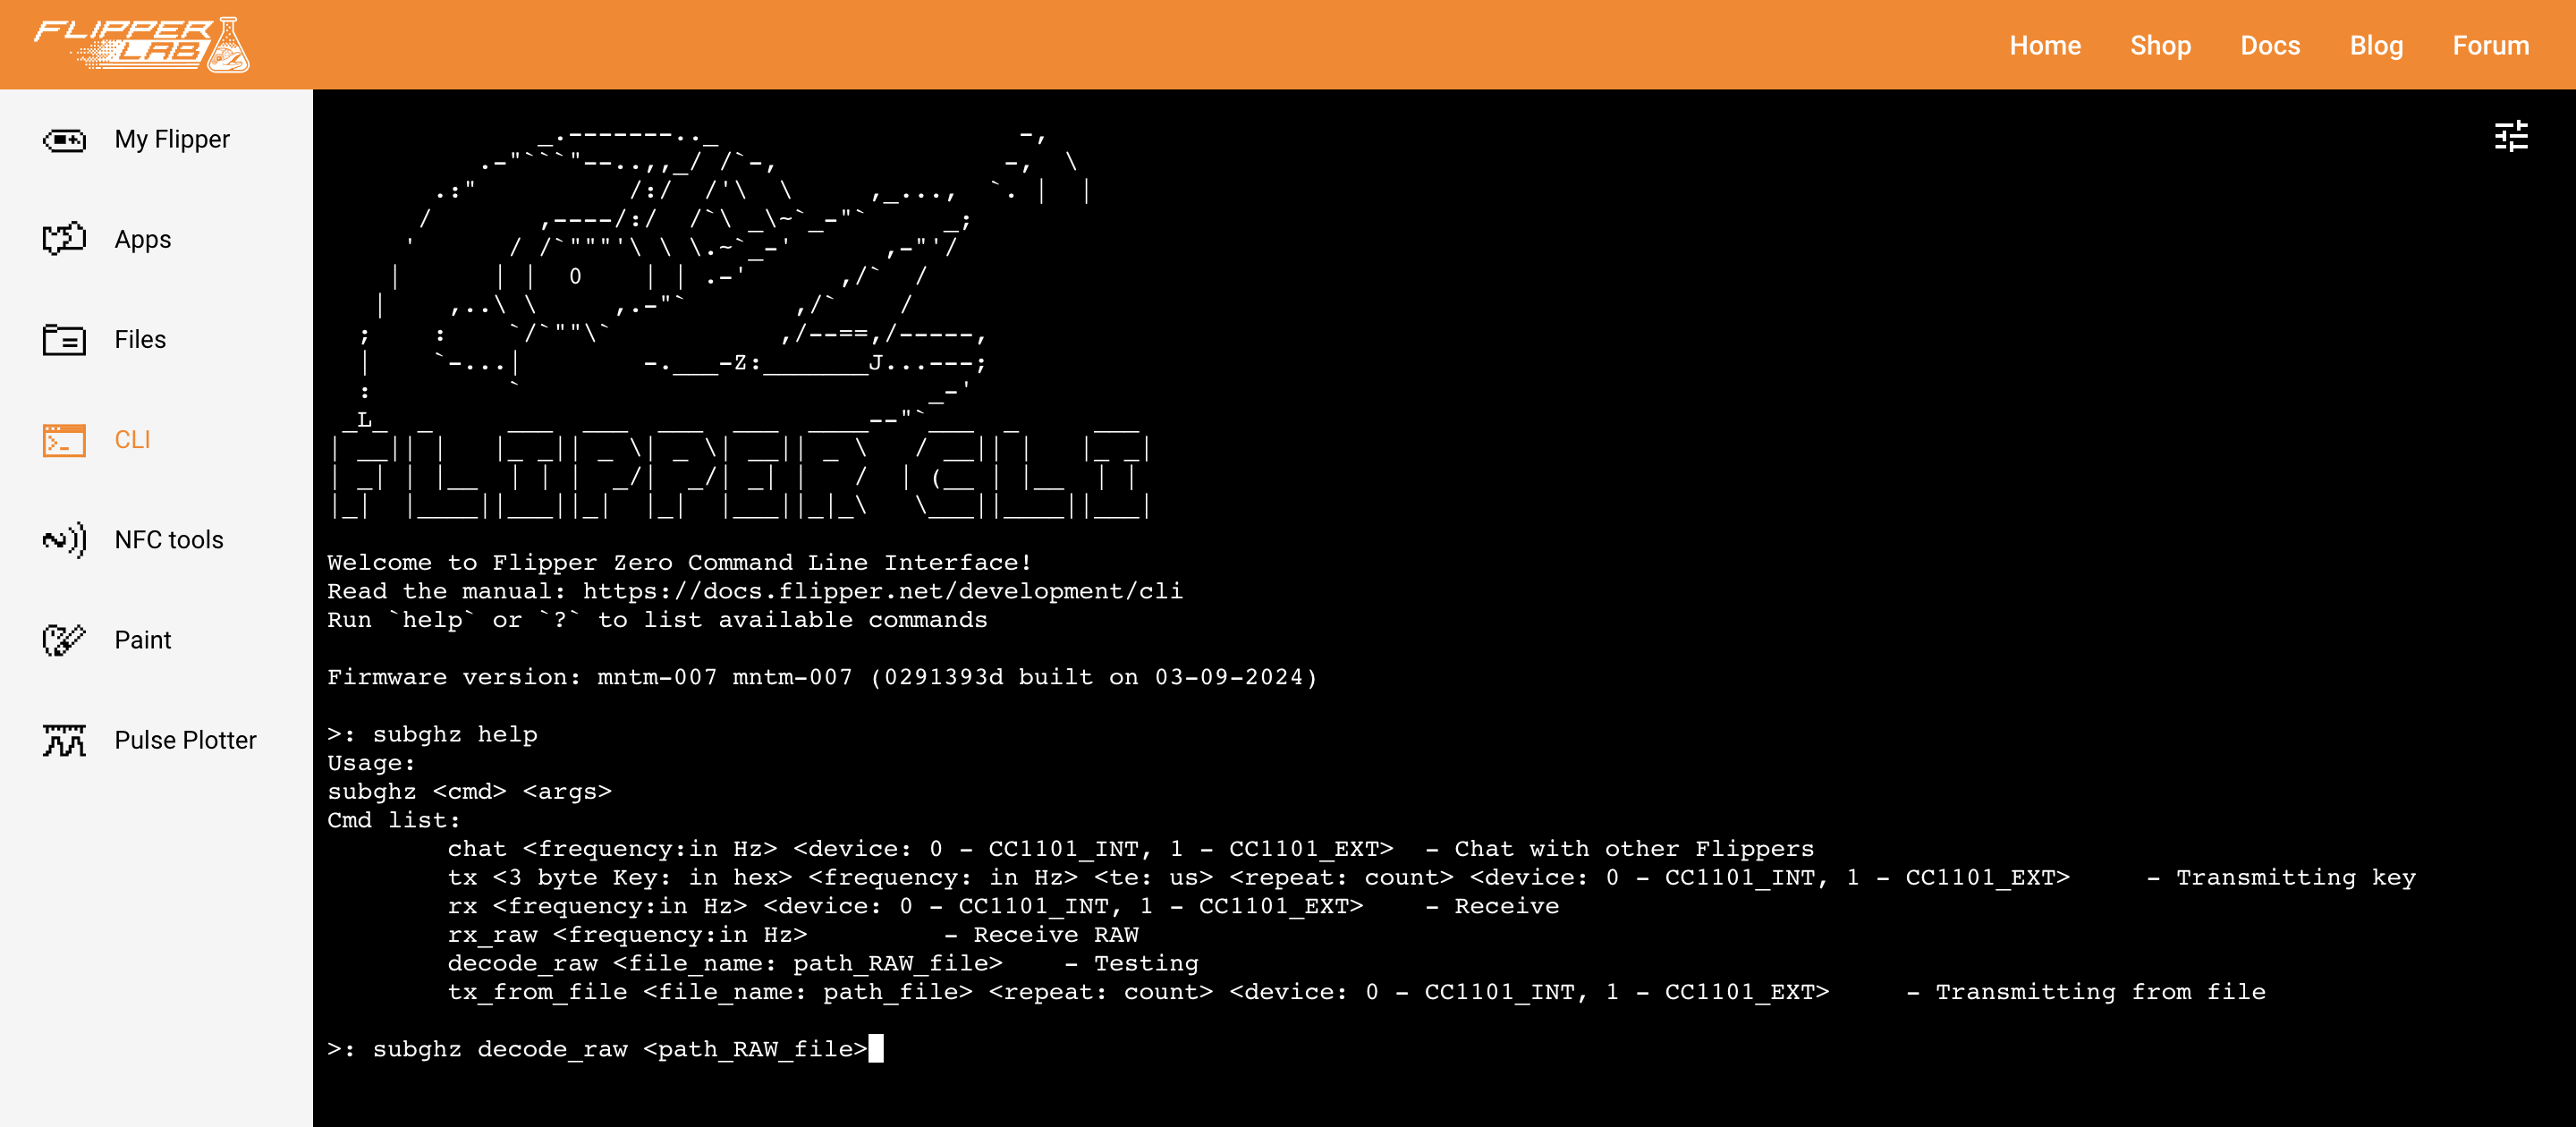 FLIPPER
LAB
Home Shop Docs Blog Forum
My Flipper
Apps
Files
CLI
NFC tools
Paint
Pulse Plotter
FLIPPER CLI
Welcome to Flipper Zero Command Line Interface!
Read the manual: https://docs.flipper.net/development/cli
Run `help` or `?` to list available commands
Firmware version: mntm-007 mntm-007 (0291393d built on 03-09-2024)
>: subghz help
Usage:
subghz <cmd> <args>
Cmd list:
chat <frequency:in Hz> <device: 0 - CC1101_INT, 1 - CC1101_EXT> - Chat with other Flippers
tx <3 byte Key: in hex> <frequency: in Hz> <te: us> <repeat: count> <device: 0 - CC1101_INT, 1 - CC1101_EXT> - Transmitting key
rx <frequency:in Hz> <device: 0 - CC1101_INT, 1 - CC1101_EXT> - Receive
rx_raw <frequency:in Hz> - Receive RAW
decode_raw <file_name: path_RAW_file> - Testing
tx_from_file <file_name: path_file> <repeat: count> <device: 0 - CC1101_INT, 1 - CC1101_EXT> - Transmitting from file
>: subghz decode_raw <path_RAW_file>